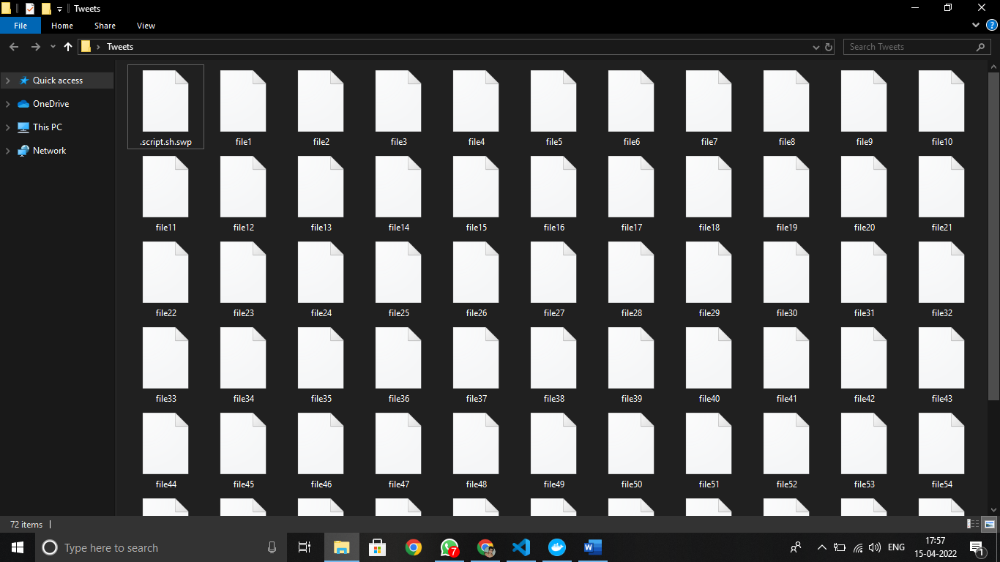 Tweets
File Home Share View
Tweets Search Tweets
Quick access
OneDrive
This PC
Network
.script.sh.swp file1 file2 file3 file4 file5 file6 file7 file8 file9 file10
file11 file12 file13 file14 file15 file16 file17 file18 file19 file20 file21
file22 file23 file24 file25 file26 file27 file28 file29 file30 file31 file32
file33 file34 file35 file36 file37 file38 file39 file40 file41 file42 file43
file44 file45 file46 file47 file48 file49 file50 file51 file52 file53 file54
72 items
Type here to search 7 W ENG 17:57
15-04-2022 1